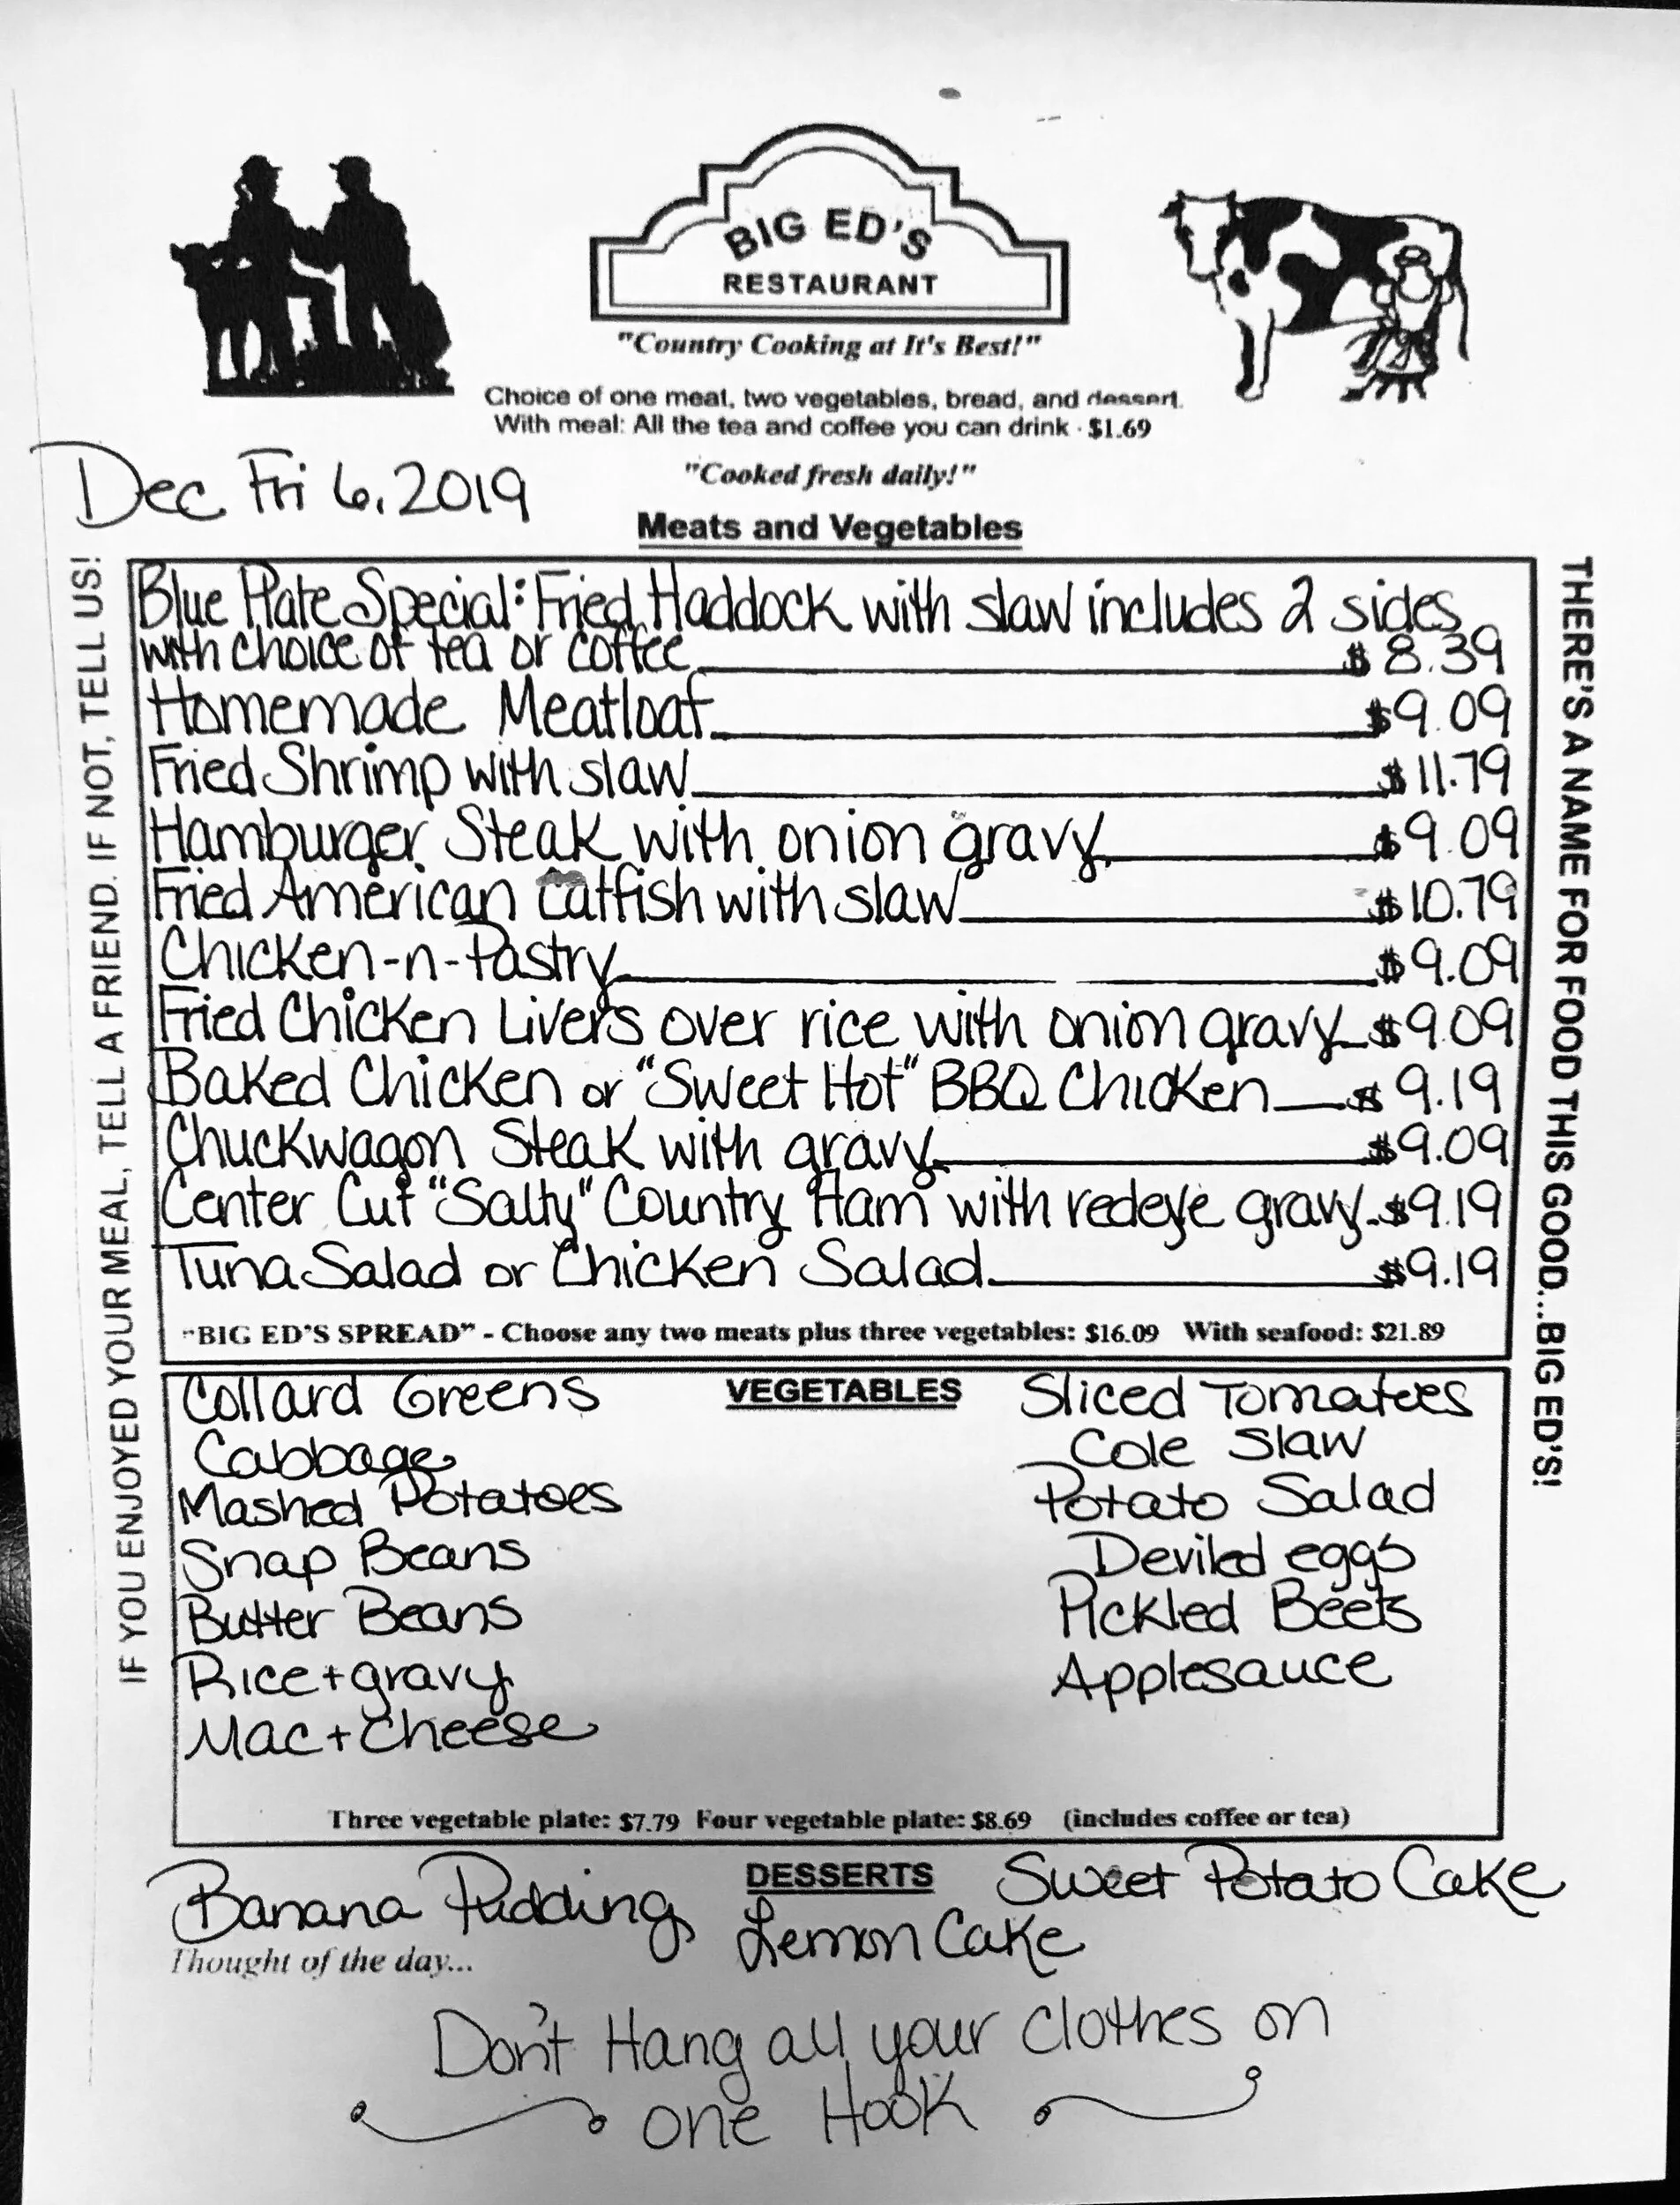 BIG ED'S
RESTAURANT
"Country Cooking at It's Best!"
Choice of one meat, two vegetables, bread, and dessert.
With meal: All the tea and coffee you can drink · $1.69
"Cooked fresh daily!"
Dec Fri 6, 2019
Meats and Vegetables
IF YOU ENJOYED YOUR MEAL, TELL A FRIEND. IF NOT, TELL US!
Blue Plate Special: Fried Haddock with slaw includes 2 sides
with choice of tea or coffee $8.39
Homemade Meatloaf $9.09
Fried Shrimp with slaw $11.79
Hamburger Steak with onion gravy $9.09
Fried American catfish with slaw $10.79
Chicken-n-Pastry $9.09
Fried Chicken Livers over rice with onion gravy $9.09
Baked Chicken or "Sweet Hot" BBQ Chicken $9.19
Chuckwagon Steak with gravy $9.09
Center Cut "Salty" Country Ham with redeye gravy $9.19
Tuna Salad or Chicken Salad $9.19
"BIG ED'S SPREAD" - Choose any two meats plus three vegetables: $16.09 With seafood: $21.89
THERE'S A NAME FOR FOOD THIS GOOD...BIG ED'S!
VEGETABLES
Collard Greens
Cabbage
Mashed Potatoes
Snap Beans
Butter Beans
Rice + gravy
Mac + Cheese
Sliced Tomatoes
Cole Slaw
Potato Salad
Deviled eggs
Pickled Beets
Applesauce
Three vegetable plate: $7.79 Four vegetable plate: $8.69 (includes coffee or tea)
DESSERTS
Banana Pudding
Lemon Cake
Sweet Potato Cake
Thought of the day...
Don't Hang all your clothes on
one Hook